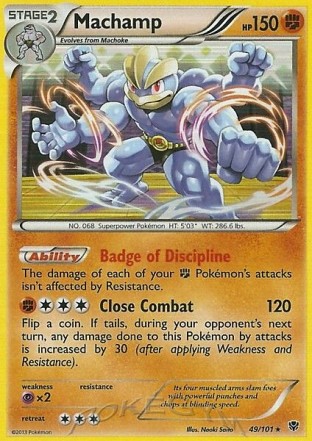 STAGE2
Machamp
HP150
Evolves from Machoke
NO. 068 Superpower Pokémon HT: 5'03" WT: 286.6 lbs.
Ability Badge of Discipline
The damage of each of your Pokémon's attacks
isn't affected by Resistance.
Close Combat 120
Flip a coin. If tails, during your opponent's next
turn, any damage done to this Pokémon by attacks
is increased by 30 (after applying Weakness and
Resistance).
weakness resistance
×2
retreat
Its four muscled arms slam foes
with powerful punches and
chops at blinding speed.
Illus. Naoki Saito
49/101
©2013 Pokémon